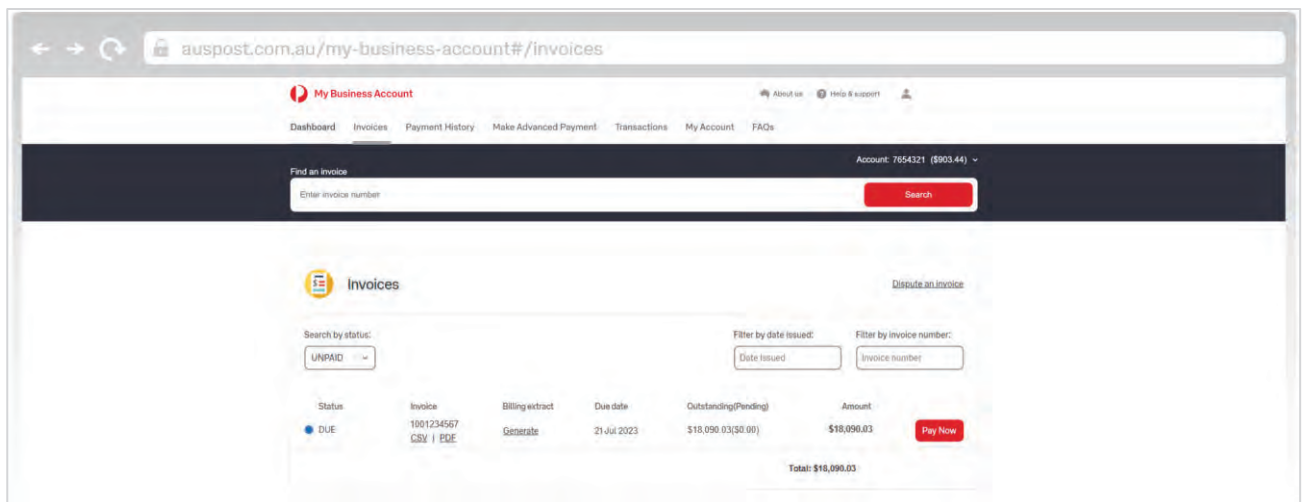 auspost.com.au/my-business-account#/invoices
My Business Account
About us Help & support
Dashboard Invoices Payment History Make Advanced Payment Transactions My Account FAQs
Account: 7654321 ($903.44)
Find an invoice
Enter invoice number Search
Invoices Dispute an invoice
Search by status: Filter by date issued: Filter by invoice number:
UNPAID Date issued Invoice number
Status Invoice Billing extract Due date Outstanding(Pending) Amount
DUE 1001234567 Generate 21 Jul 2023 $18,090.03($0.00) $18,090.03 Pay Now
CSV | PDF
Total: $18,090.03